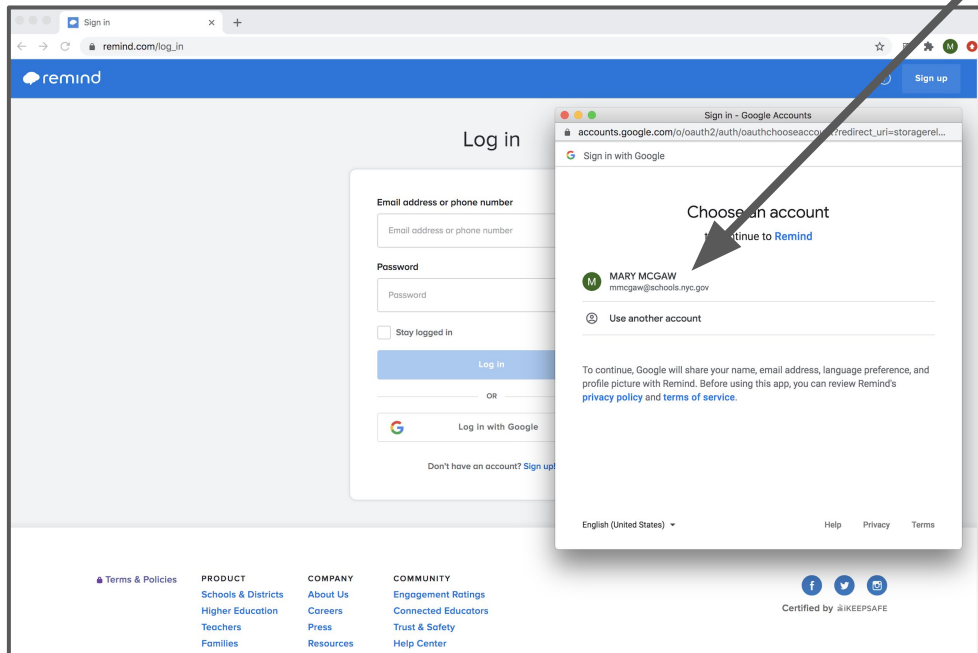 Sign in
remind.com/log_in
M
remind
Sign up
Log in
Email address or phone number
Email address or phone number
Password
Password
Stay logged in
Log in
OR
Log in with Google
Don't have an account? Sign up!
Sign in - Google Accounts
accounts.google.com/o/oauth2/auth/oauthchooseaccount?redirect_uri=storagerel...
Sign in with Google
Choose an account
continue to Remind
M
MARY MCGAW
mmcgaw@schools.nyc.gov
Use another account
To continue, Google will share your name, email address, language preference, and
profile picture with Remind. Before using this app, you can review Remind's
privacy policy and terms of service.
English (United States)
Help Privacy Terms
Terms & Policies
PRODUCT
Schools & Districts
Higher Education
Teachers
Families
COMPANY
About Us
Careers
Press
Resources
COMMUNITY
Engagement Ratings
Connected Educators
Trust & Safety
Help Center
Certified by iKEEPSAFE